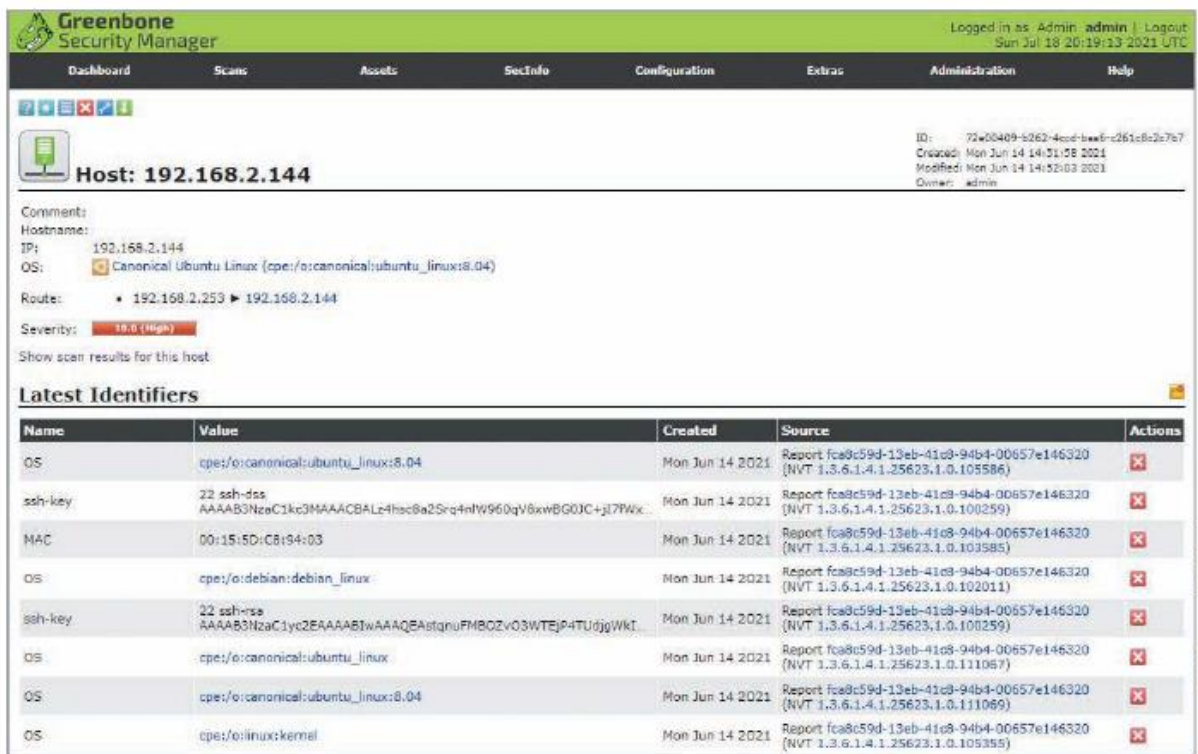 Greenbone
Security Manager
Logged in as Admin admin | Logout
Sun Jul 18 20:19:13 2021 UTC
Dashboard Scans Assets SecInfo Configuration Extras Administration Help
Host: 192.168.2.144
ID:
Created: Mon Jun 14 14:51:58 2021
Modified: Mon Jun 14 14:52:03 2021
Owner: admin
Comment:
Hostname:
IP: 192.168.2.144
OS: Canonical Ubuntu Linux (cpe:/o:canonical:ubuntu_linux:8.04)
Route: • 192.168.2.253 ► 192.168.2.144
Severity: 10.0 (High)
Show scan results for this host
Latest Identifiers
Name Value Created Source Actions
OS cpe:/o:canonical:ubuntu_linux:8.04 Mon Jun 14 2021 Report fca8c59d-13eb-41d8-94b4-00657e146320
(NVT 1.3.6.1.4.1.25623.1.0.105586)
22 ssh-dss
ssh-key Mon Jun 14 2021 Report fca8c59d-13eb-41d8-94b4-00657e146320
(NVT 1.3.6.1.4.1.25623.1.0.100259)
MAC 00:15:5D:C8:94:03 Mon Jun 14 2021 Report fca8c59d-13eb-41d8-94b4-00657e146320
(NVT 1.3.6.1.4.1.25623.1.0.103585)
OS cpe:/o:debian:debian_linux Mon Jun 14 2021 Report fca8c59d-13eb-41d8-94b4-00657e146320
(NVT 1.3.6.1.4.1.25623.1.0.102011)
22 ssh-rsa
ssh-key Mon Jun 14 2021 Report fca8c59d-13eb-41d8-94b4-00657e146320
(NVT 1.3.6.1.4.1.25623.1.0.100259)
OS cpe:/o:canonical:ubuntu_linux Mon Jun 14 2021 Report fca8c59d-13eb-41d8-94b4-00657e146320
(NVT 1.3.6.1.4.1.25623.1.0.111067)
OS cpe:/o:canonical:ubuntu_linux:8.04 Mon Jun 14 2021 Report fca8c59d-13eb-41d8-94b4-00657e146320
(NVT 1.3.6.1.4.1.25623.1.0.111069)
OS cpe:/o:linux:kernel Mon Jun 14 2021 Report fca8c59d-13eb-41d8-94b4-00657e146320
(NVT 1.3.6.1.4.1.25623.1.0.105355)